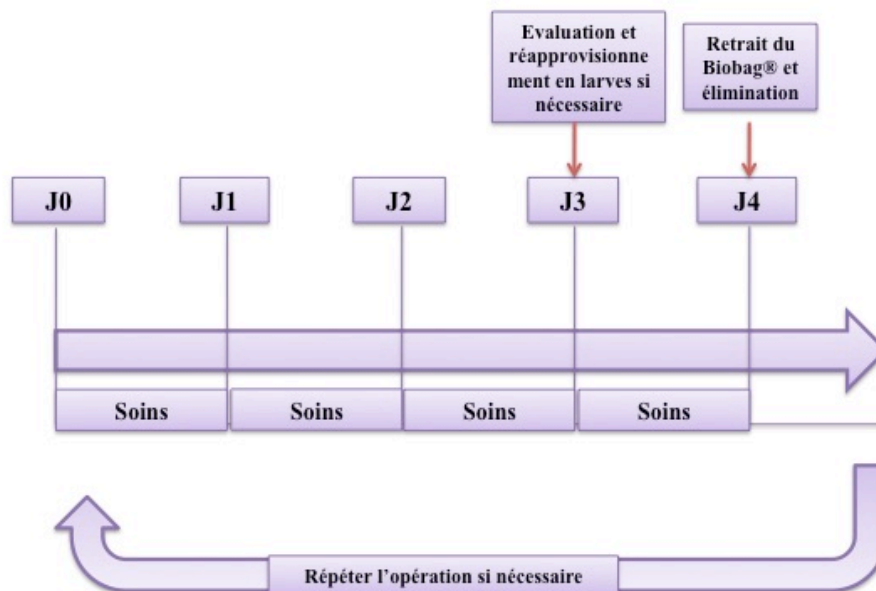 Evaluation et
réapprovisionne
ment en larves si
nécessaire
Retrait du
Biobag® et
élimination
J0
J1
J2
J3
J4
Soins
Soins
Soins
Soins
Répéter l'opération si nécessaire